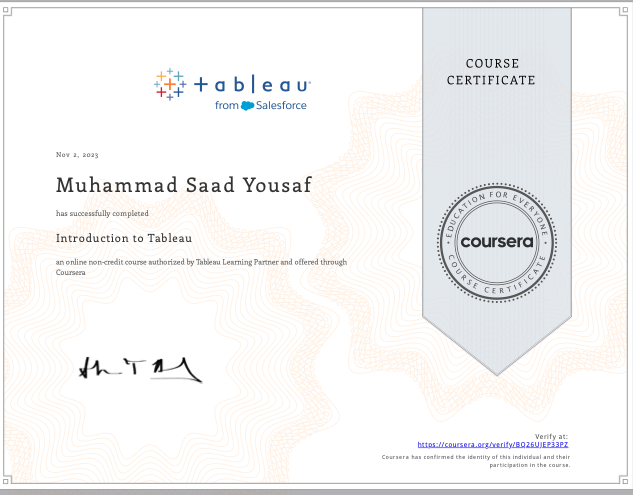 + a b | e a u
from Salesforce
COURSE
CERTIFICATE
Nov 2, 2023
Muhammad Saad Yousaf
has successfully completed
Introduction to Tableau
an online non-credit course authorized by Tableau Learning Partner and offered through
Coursera
EDUCATION FOR EVERYONE
coursera
COURSE CERTIFICATE
Verify at:
https://coursera.org/verify/BQ26UJEP33PZ
Coursera has confirmed the identity of this individual and their
participation in the course.